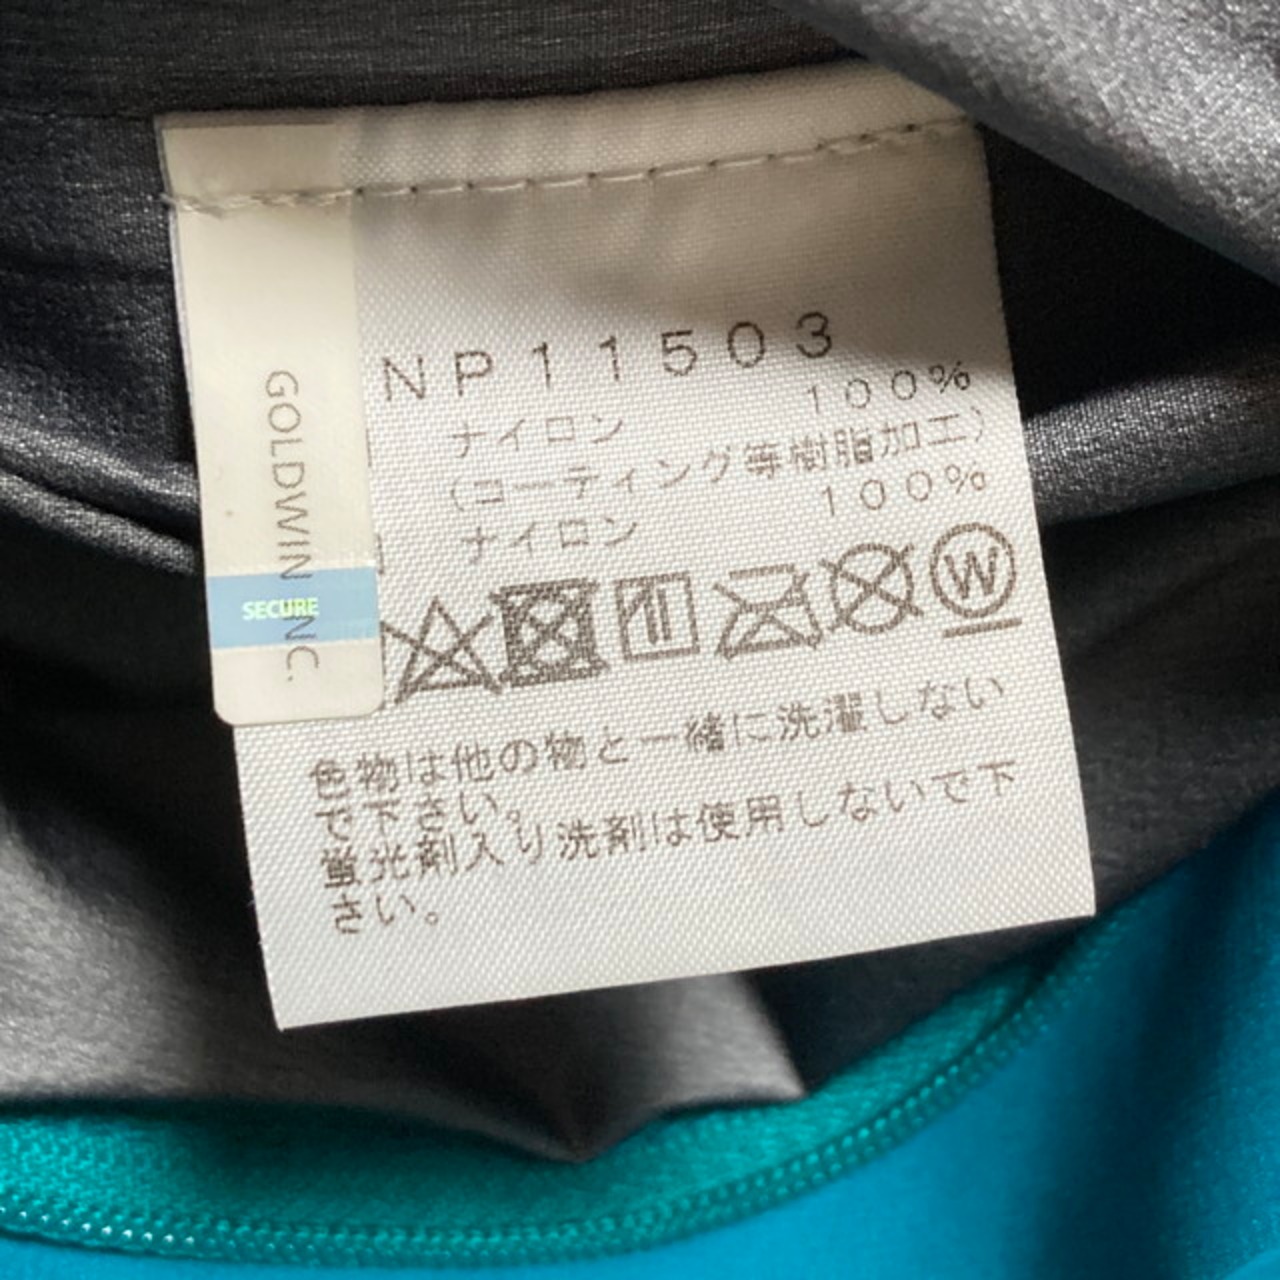 NP11503
ナイロン 100%
(コーティング等樹脂加工)
ナイロン 100%
W
色物は他の物と一緒に洗濯しない
で下さい。
蛍光剤入り洗剤は使用しないで下
さい。
GOLDWIN INC.
SECURE